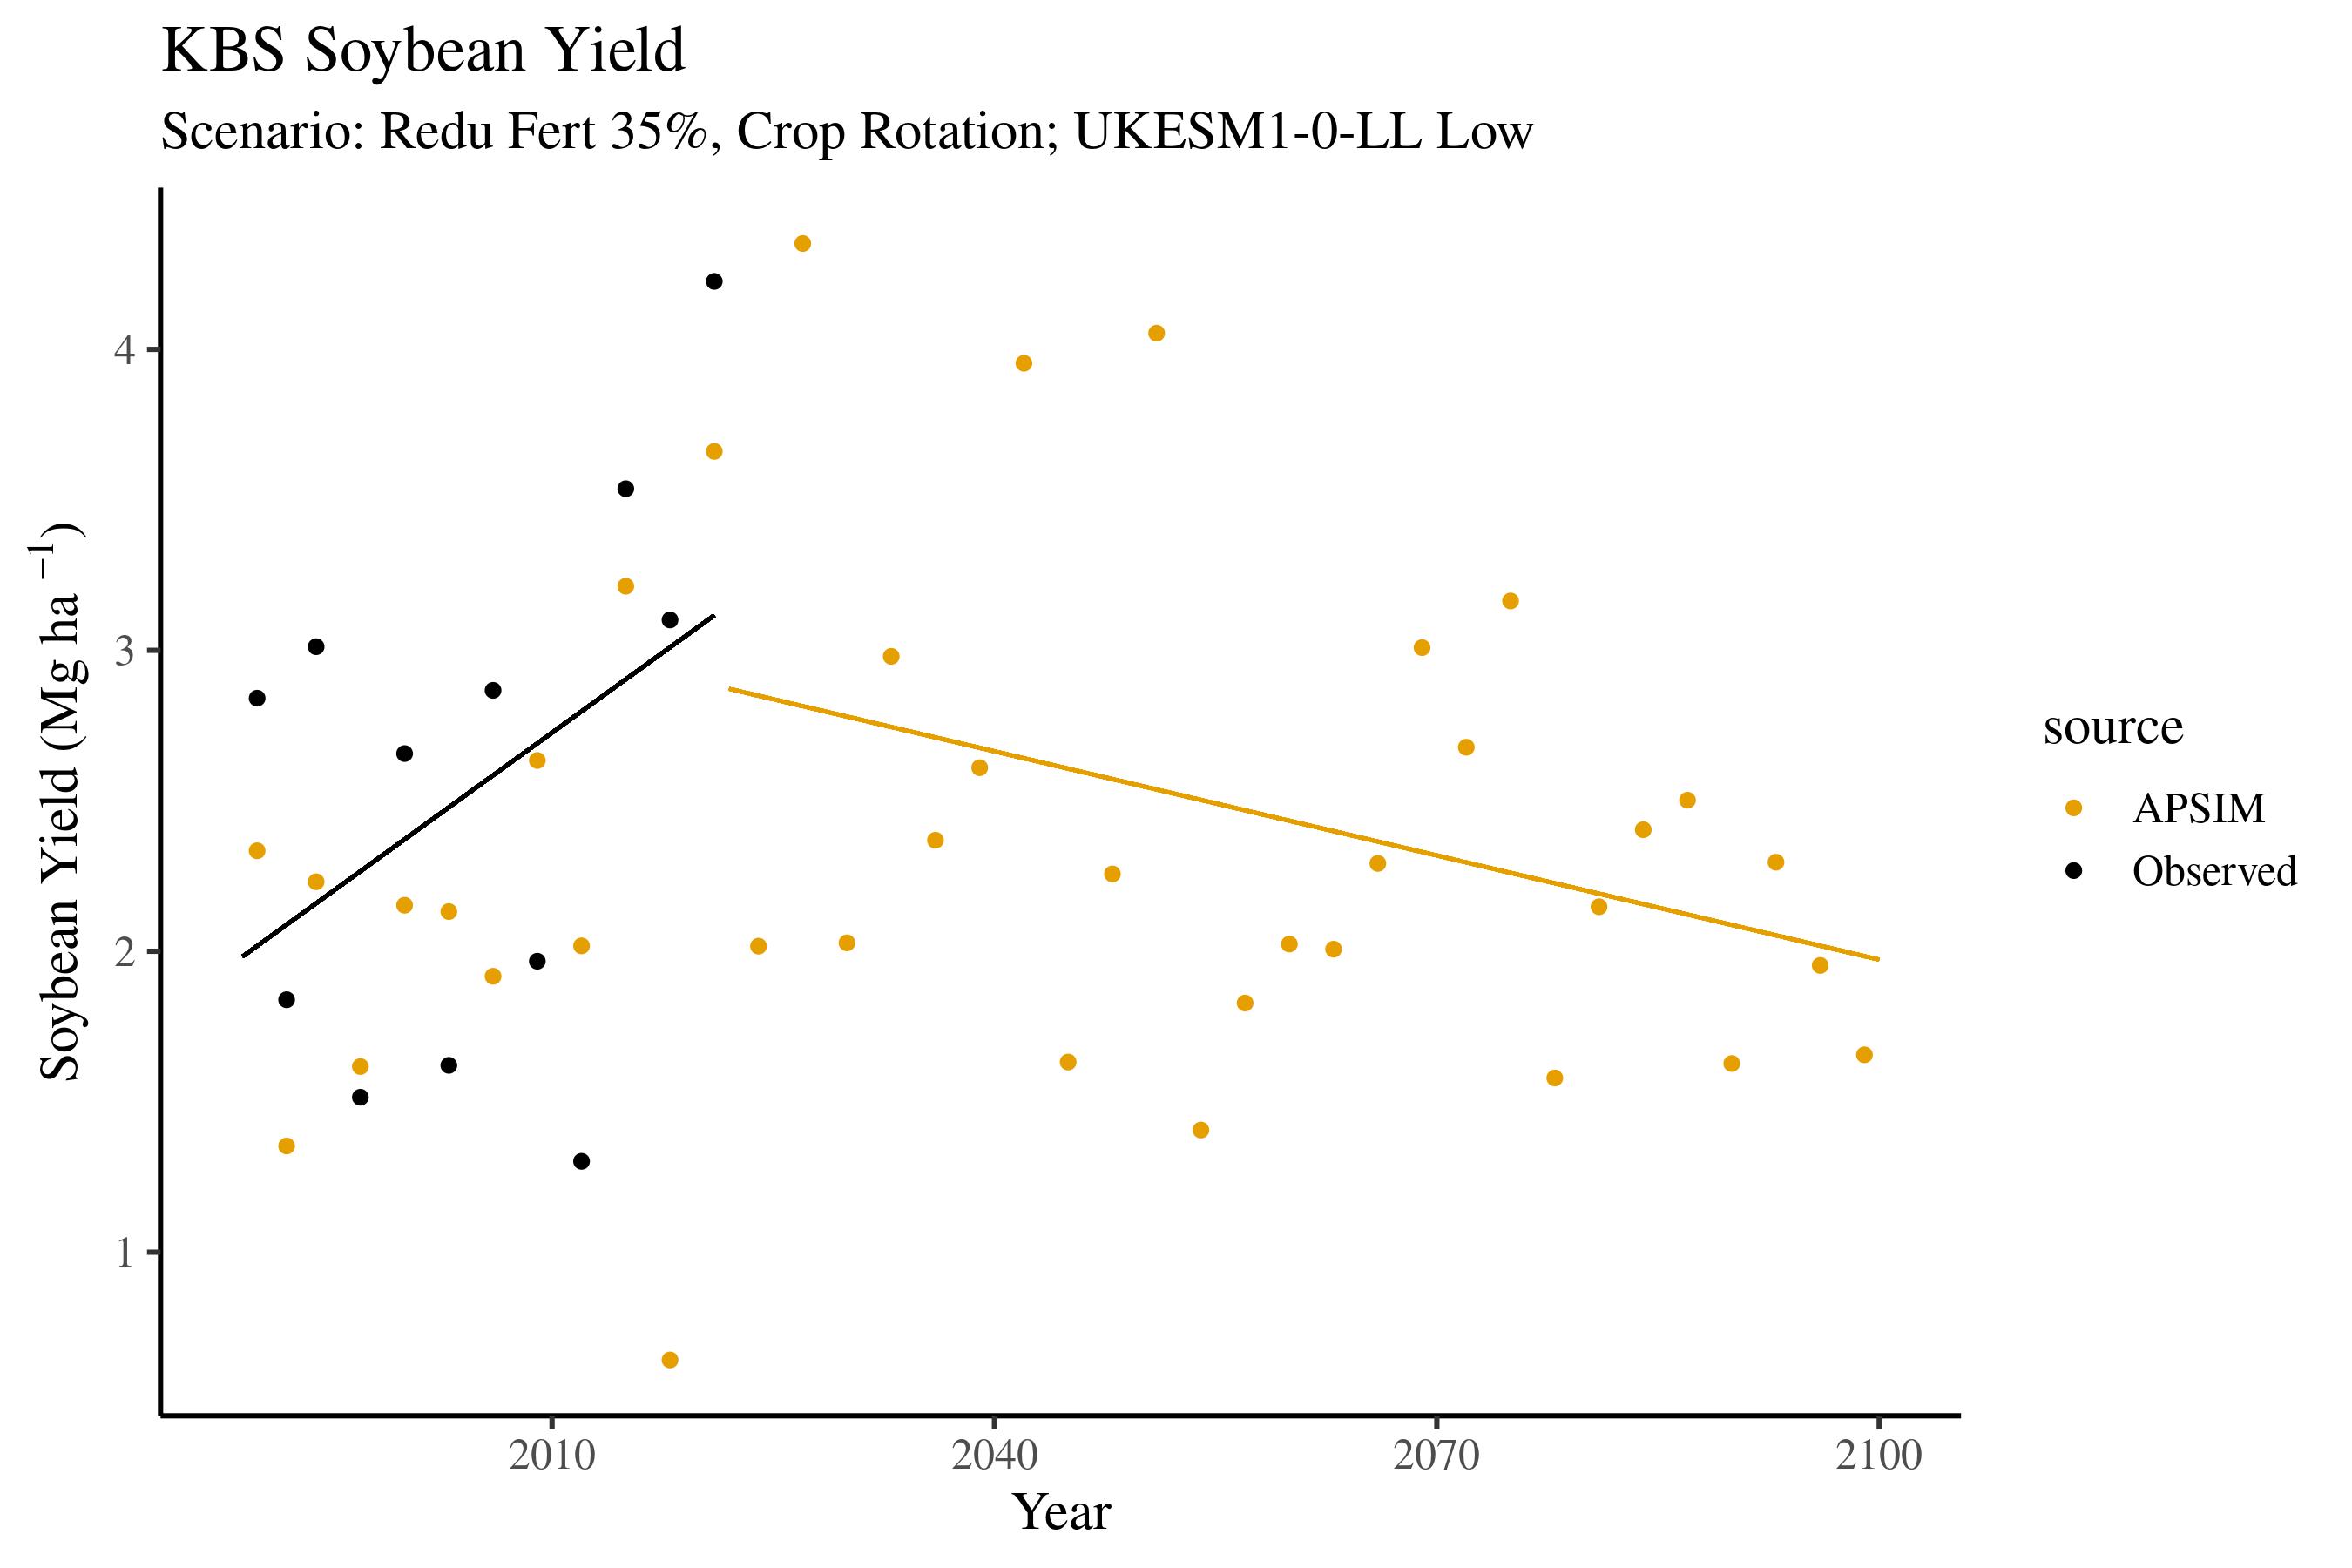 KBS Soybean Yield
Scenario: Redu Fert 35%, Crop Rotation; UKESM1-0-LL Low
Soybean Yield (Mg ha ⁻¹)
4
3
2
1
2010
2040
2070
2100
Year
source
APSIM
Observed